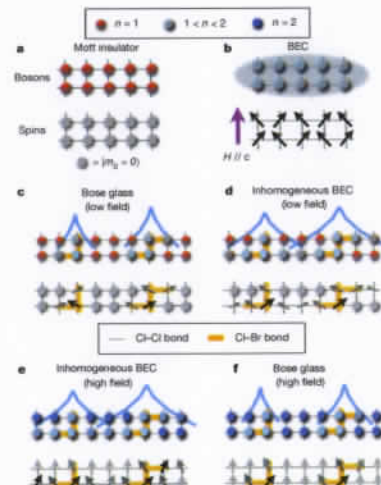 n = 1
1 < n < 2
n = 2
a
Mott insulator
b
BEC
Bosons
Spins
H // c
= |mₛ = 0⟩
c
Bose glass
(low field)
d
Inhomogeneous BEC
(low field)
Cl–Cl bond
Cl–Br bond
e
Inhomogeneous BEC
(high field)
f
Bose glass
(high field)